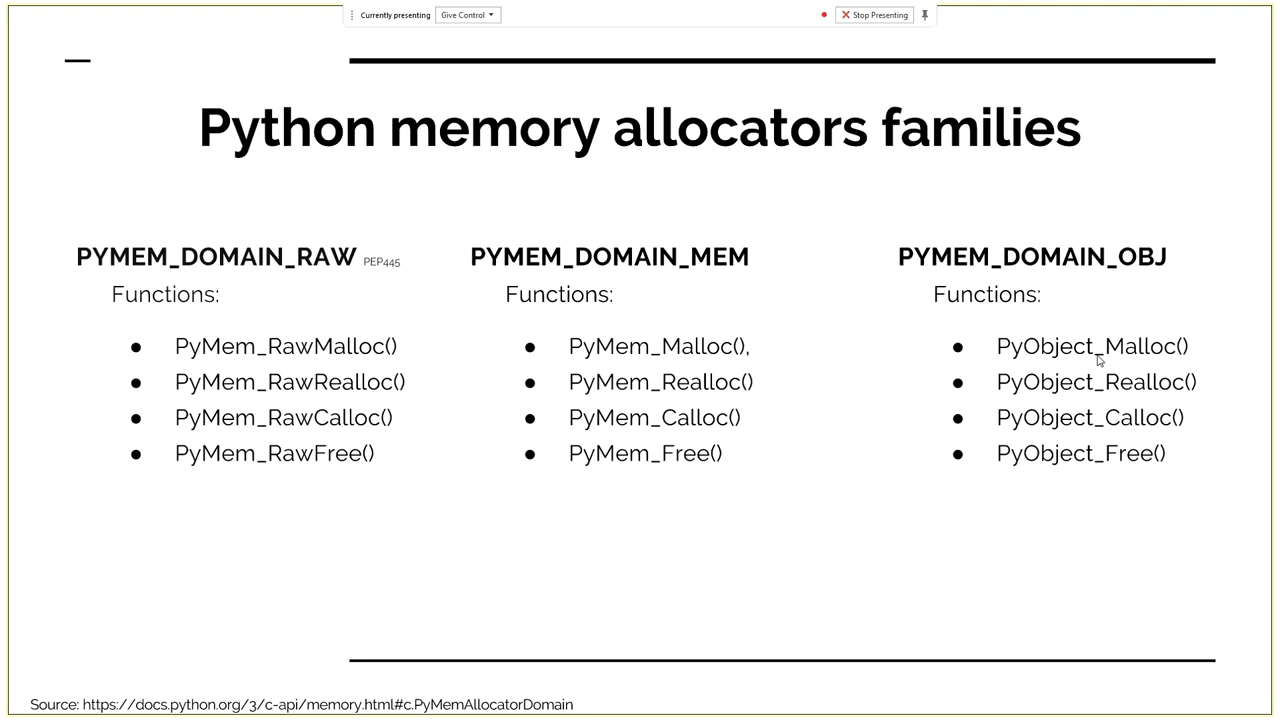 Currently presenting Give Control Stop Presenting
Python memory allocators families
PYMEM_DOMAIN_RAW PEP445
Functions:
● PyMem_RawMalloc()
● PyMem_RawRealloc()
● PyMem_RawCalloc()
● PyMem_RawFree()
PYMEM_DOMAIN_MEM
Functions:
● PyMem_Malloc(),
● PyMem_Realloc()
● PyMem_Calloc()
● PyMem_Free()
PYMEM_DOMAIN_OBJ
Functions:
● PyObject_Malloc()
● PyObject_Realloc()
● PyObject_Calloc()
● PyObject_Free()
Source: https://docs.python.org/3/c-api/memory.html#c.PyMemAllocatorDomain